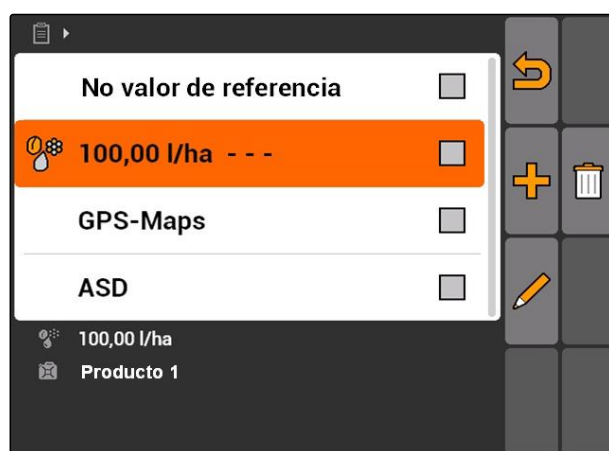 No valor de referencia
100,00 l/ha - - -
GPS-Maps
ASD
100,00 l/ha
Producto 1